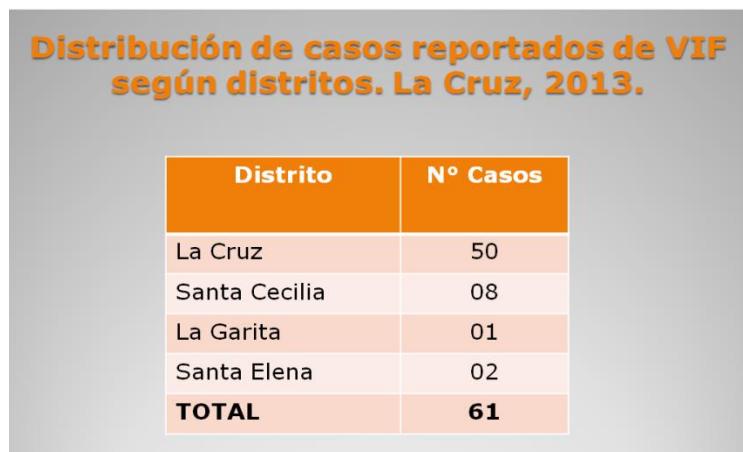 Distribución de casos reportados de VIF
según distritos. La Cruz, 2013.
Distrito N° Casos
La Cruz 50
Santa Cecilia 08
La Garita 01
Santa Elena 02
TOTAL 61